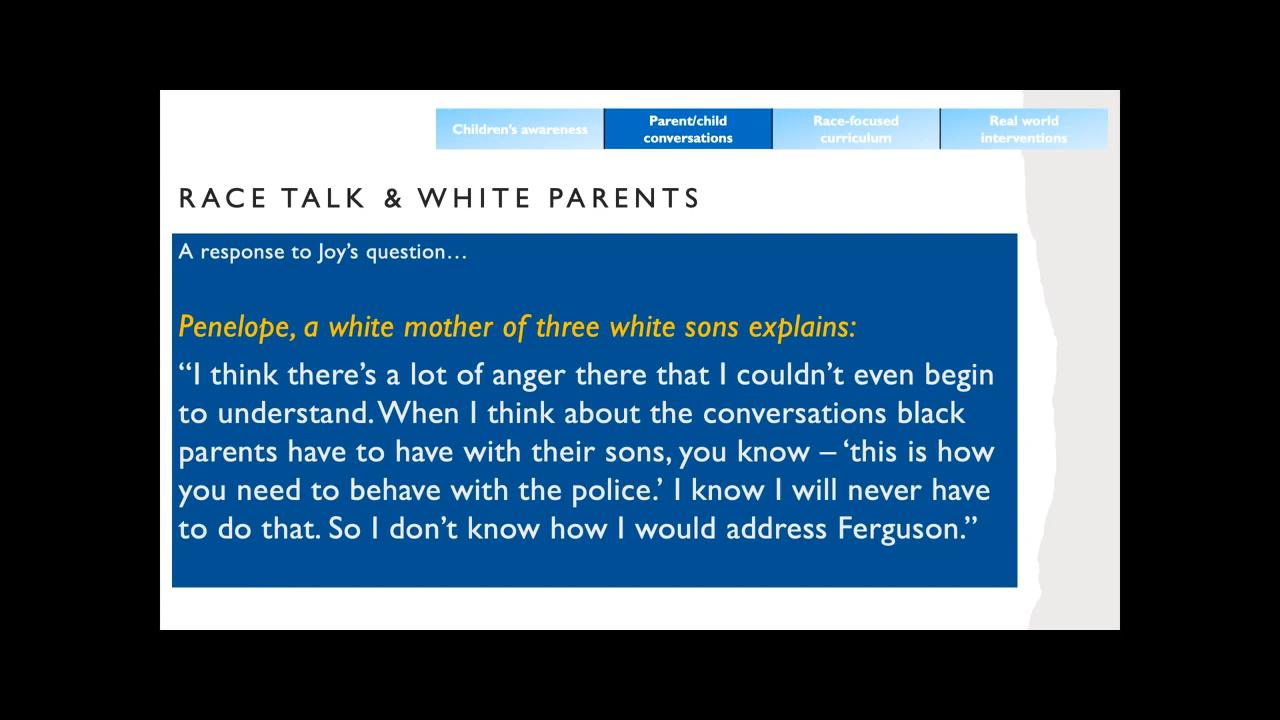 Children's awareness
Parent/child
conversations
Race-focused
curriculum
Real world
interventions
RACE TALK & WHITE PARENTS
A response to Joy's question…
Penelope, a white mother of three white sons explains:
“I think there's a lot of anger there that I couldn't even begin
to understand. When I think about the conversations black
parents have to have with their sons, you know – ‘this is how
you need to behave with the police.’ I know I will never have
to do that. So I don't know how I would address Ferguson.”